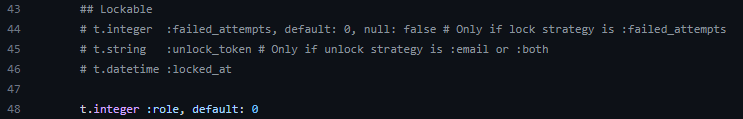 43 ## Lockable
44 # t.integer  :failed_attempts, default: 0, null: false # Only if lock strategy is :failed_attempts
45 # t.string   :unlock_token # Only if unlock strategy is :email or :both
46 # t.datetime :locked_at
47
48 t.integer :role, default: 0